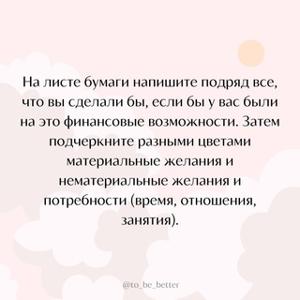 На листе бумаги напишите подряд все,
что вы сделали бы, если бы у вас были
на это финансовые возможности. Затем
подчеркните разными цветами
материальные желания и
нематериальные желания и
потребности (время, отношения,
занятия).
@to_be_better